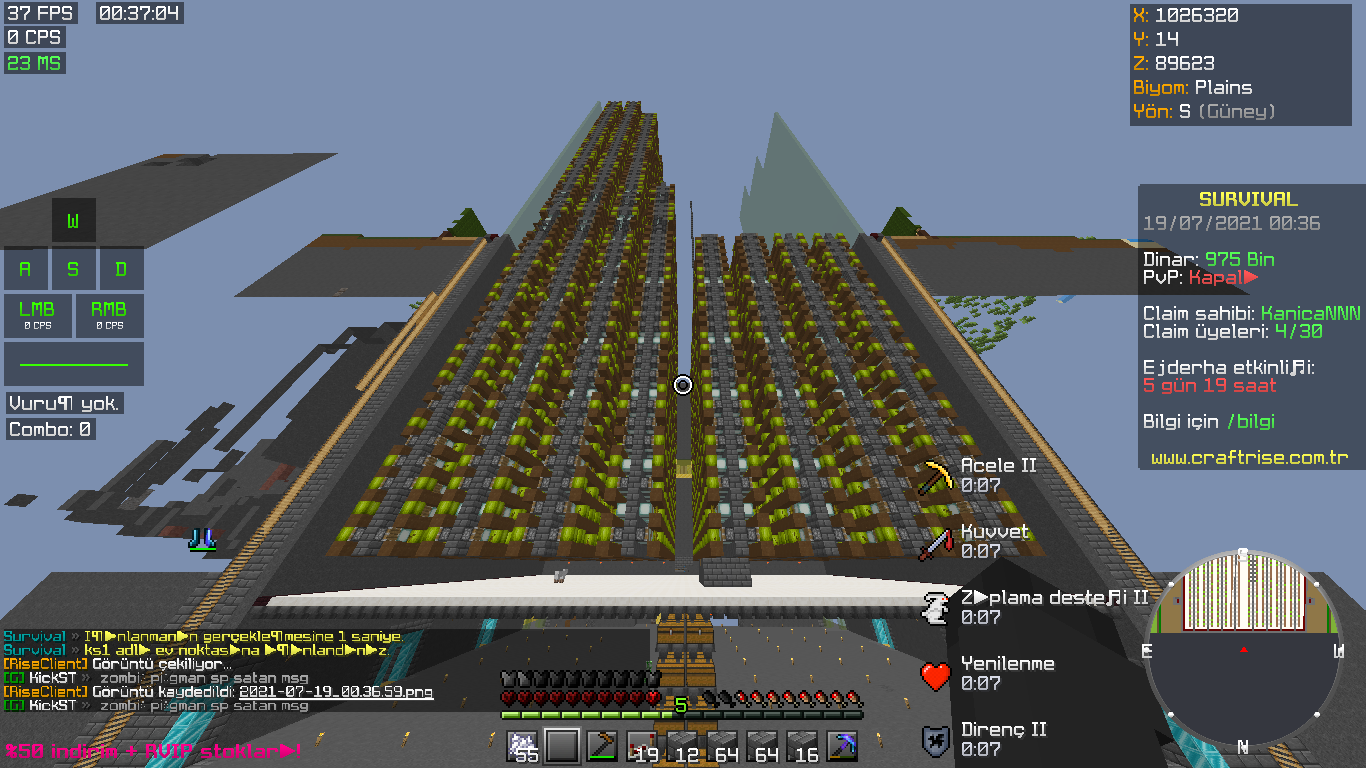 37 FPS
00:37:04
0 CPS
23 MS
X: 1026320
Y: 14
Z: 89623
Biyom: Plains
Yön: S (Güney)
W
A S D
LMB RMB
0 CPS 0 CPS
Vuru¶ yok.
Combo: 0
SURVIVAL
19/07/2021 00:36
Dinar: 975 Bin
PvP: Kapal▶
Claim sahibi: KanicaNNN
Claim üyeleri: 4/30
Ejderha etkinli♬i:
5 gün 19 saat
Bilgi için /bilgi
www.craftrise.com.tr
Acele II
0:07
Kuvvet
0:07
Z▶plama deste♬i II
0:07
Yenilenme
0:07
Direnç II
0:07
Survival » I¶▶nlanman▶n gerçekle¶mesine 1 saniye.
Survival » ks1 adl▶ ev noktas▶na ▶¶▶nland▶n▶z.
[RiseClient] Görüntü çekiliyor...
[G] KickST » zombi pigman sp satan msg
[RiseClient] Görüntü kaydedildi: 2021-07-19_00.36.59.png
[G] KickST » zombi pigman sp satan msg
%50 indirim + RVIP stoklar▶!
5
55 19 12 64 64 16
E W
N